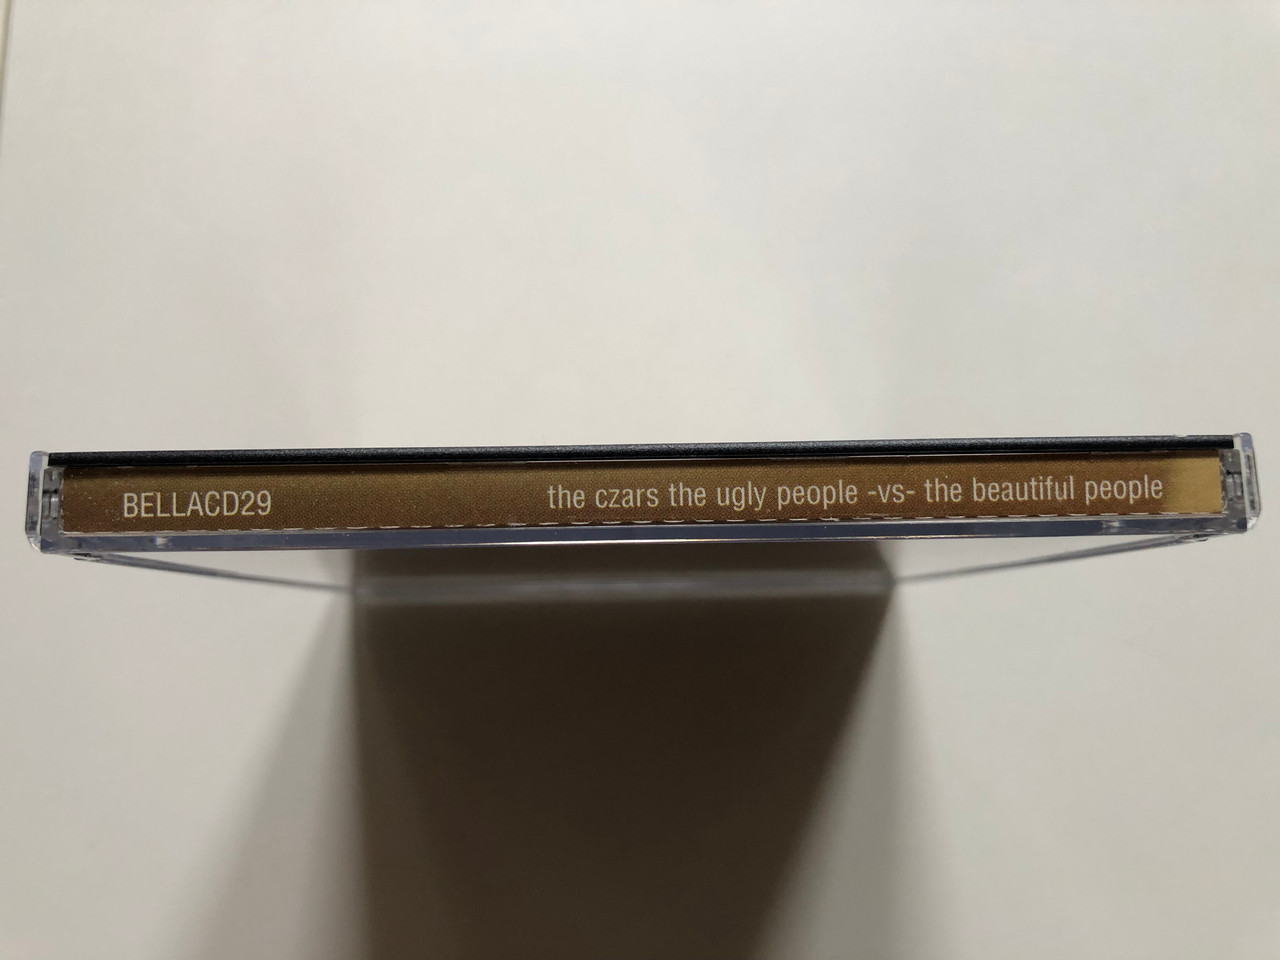 BELLACD29
the czars the ugly people -vs- the beautiful people